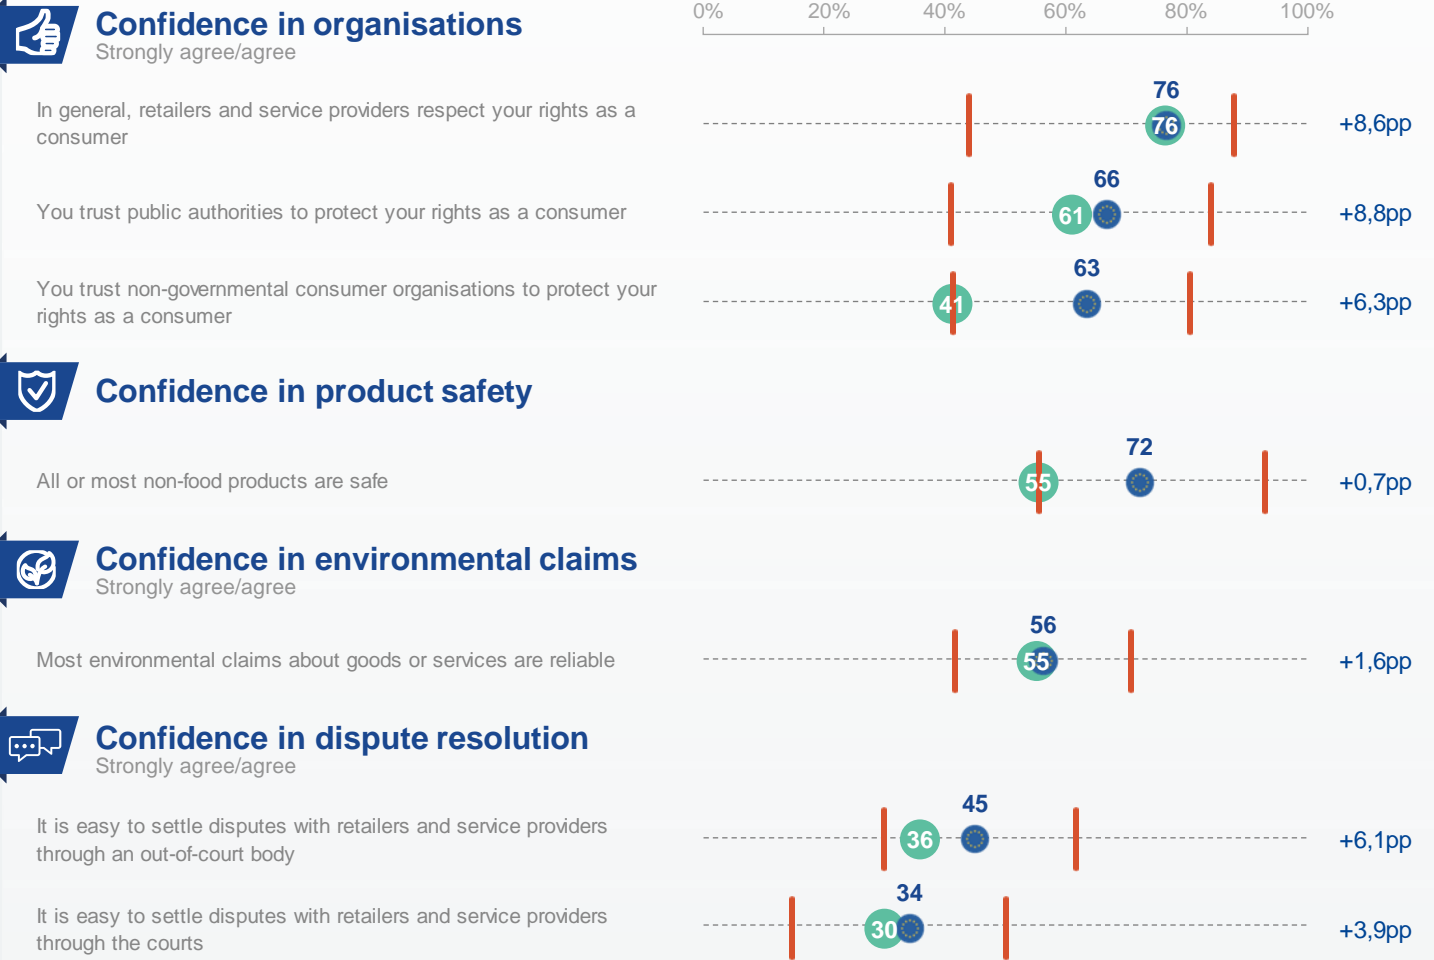 Confidence in organisations
Strongly agree/agree
0% 20% 40% 60% 80% 100%
In general, retailers and service providers respect your rights as a
consumer
76
76
+8,6pp
You trust public authorities to protect your rights as a consumer
66
61
+8,8pp
You trust non-governmental consumer organisations to protect your
rights as a consumer
63
41
+6,3pp
Confidence in product safety
All or most non-food products are safe
72
55
+0,7pp
Confidence in environmental claims
Strongly agree/agree
Most environmental claims about goods or services are reliable
56
55
+1,6pp
Confidence in dispute resolution
Strongly agree/agree
It is easy to settle disputes with retailers and service providers
through an out-of-court body
45
36
+6,1pp
It is easy to settle disputes with retailers and service providers
through the courts
34
30
+3,9pp